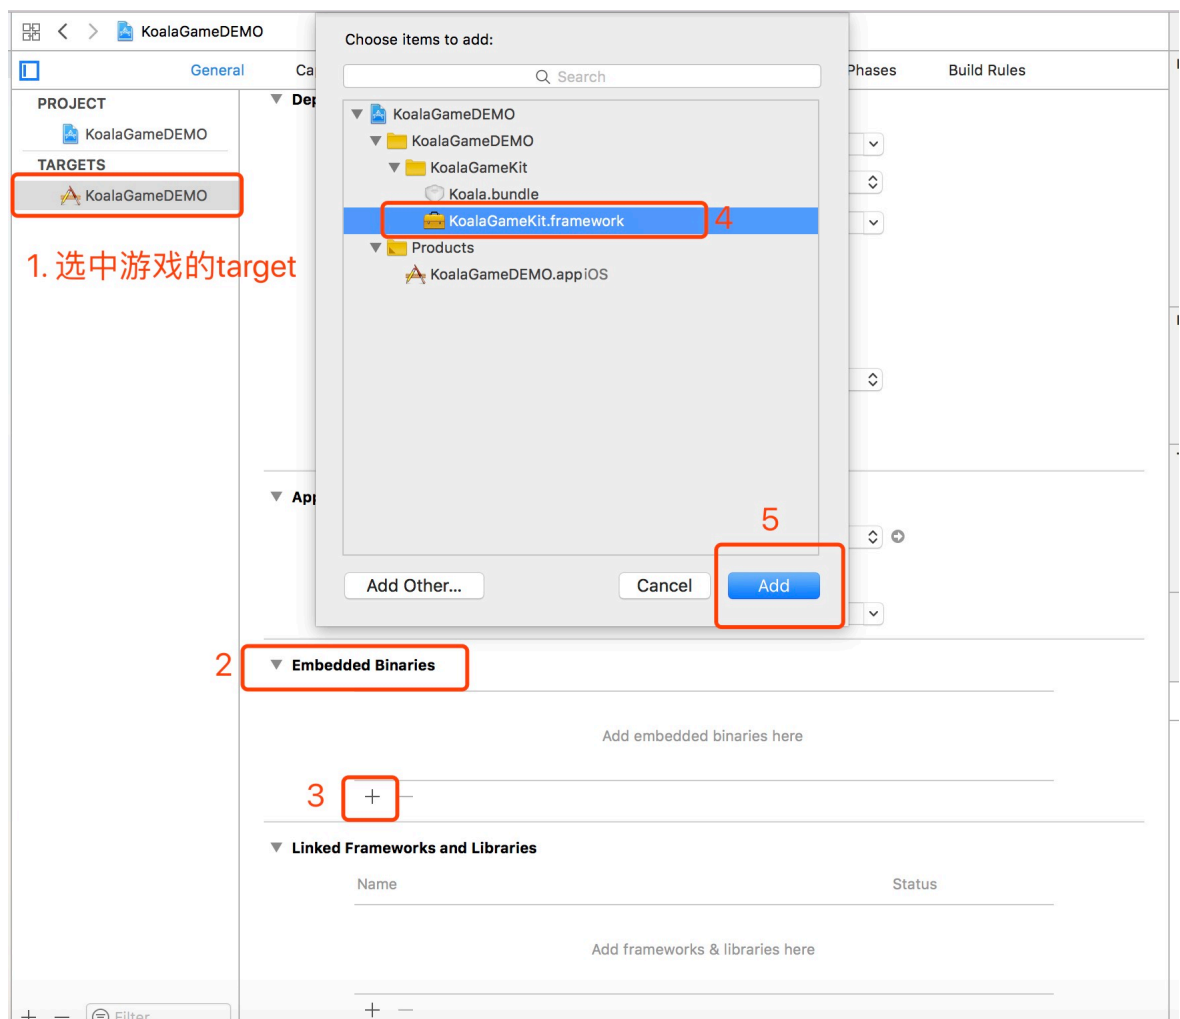 KoalaGameDEMO
Choose items to add:
General
Ca
Search
Phases
Build Rules
PROJECT
KoalaGameDEMO
TARGETS
KoalaGameDEMO
1. 选中游戏的target
Dep
KoalaGameDEMO
KoalaGameDEMO
KoalaGameKit
Koala.bundle
KoalaGameKit.framework
4
Products
KoalaGameDEMO.app iOS
App
5
Add Other...
Cancel
Add
2
Embedded Binaries
Add embedded binaries here
3
+ −
Linked Frameworks and Libraries
Name
Status
Add frameworks & libraries here
+ −
+ −
Filter